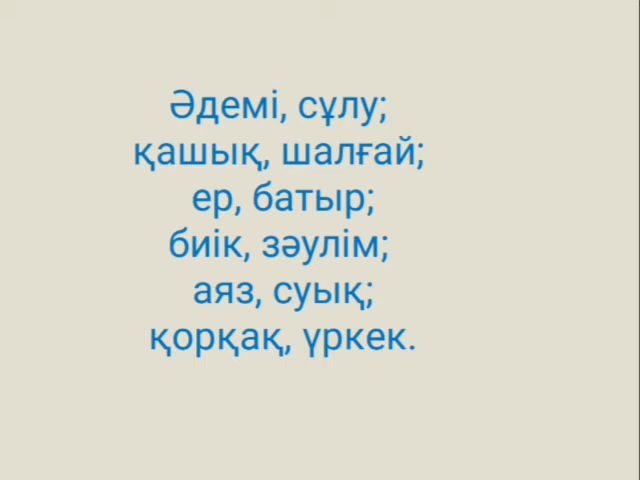 Әдемі, сұлу;
қашық, шалғай;
ер, батыр;
биік, зәулім;
аяз, суық;
қорқақ, үркек.